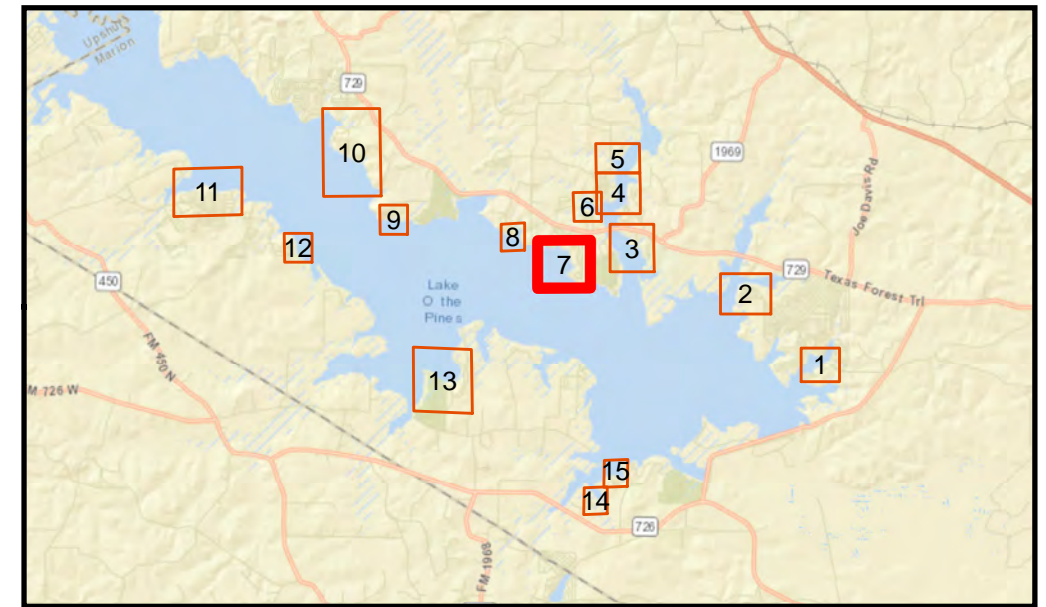 Upshur
Marion
729
10
5
1969
4
11
6
9
8
3
12
7
Joe Davis Rd
450
Lake
O the
Pines
2
729
Texas Forest Trl
FM 450 N
13
1
M 726 W
15
14
726
FM 1968